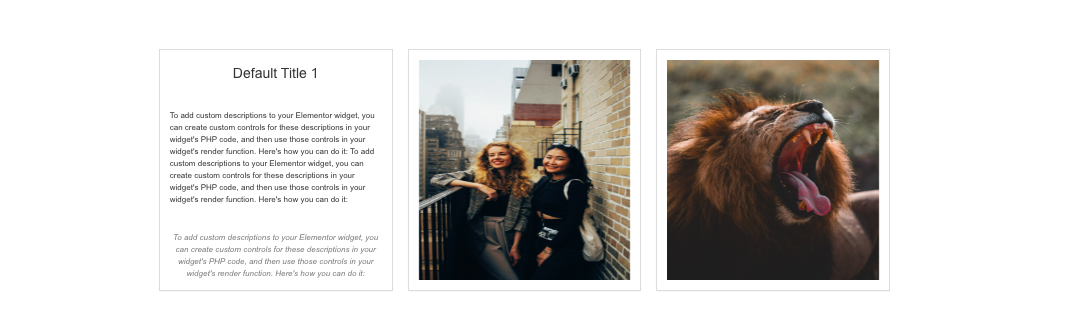 Default Title 1
To add custom descriptions to your Elementor widget, you
can create custom controls for these descriptions in your
widget's PHP code, and then use those controls in your
widget's render function. Here's how you can do it: To add
custom descriptions to your Elementor widget, you can
create custom controls for these descriptions in your
widget's PHP code, and then use those controls in your
widget's render function. Here's how you can do it:
To add custom descriptions to your Elementor widget, you
can create custom controls for these descriptions in your
widget's PHP code, and then use those controls in your
widget's render function. Here's how you can do it: